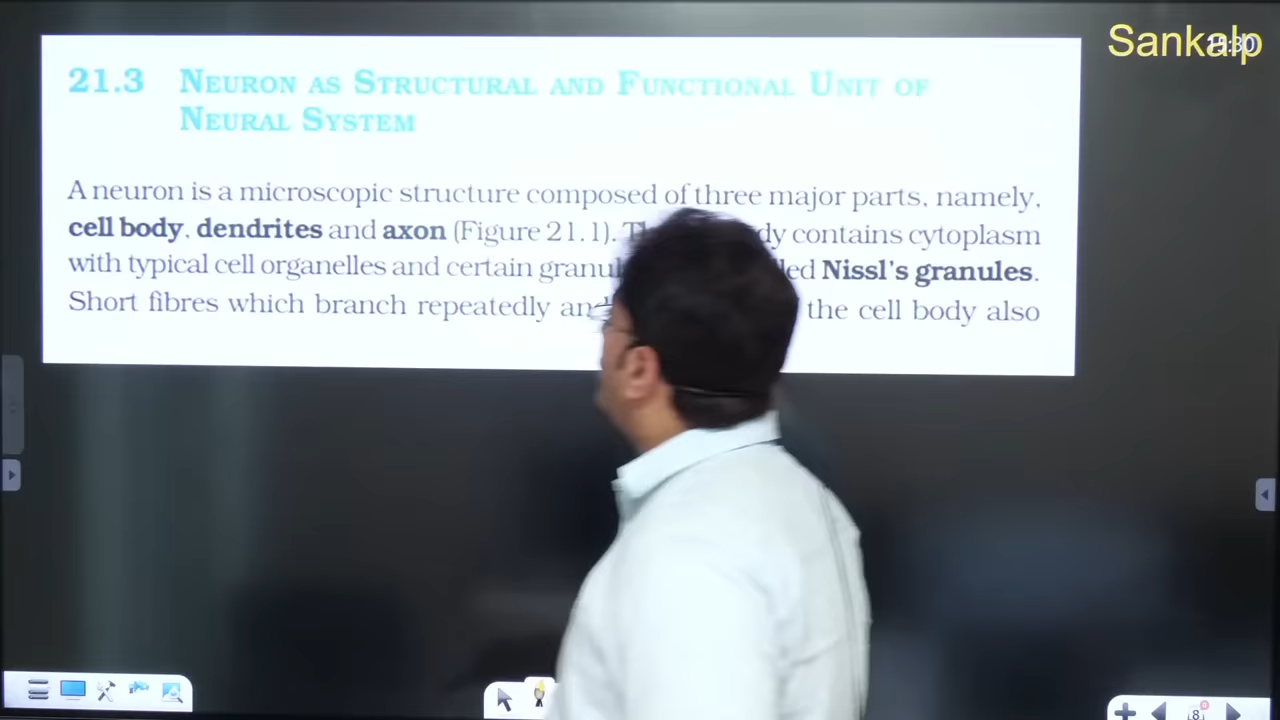 Sankalp
21.3 NEURON AS STRUCTURAL AND FUNCTIONAL UNIT OF
NEURAL SYSTEM
A neuron is a microscopic structure composed of three major parts, namely,
cell body, dendrites and axon (Figure 21.1). contains cytoplasm
with typical cell organelles and certain Nissl's granules.
Short fibres which branch repeatedly the cell body also
8